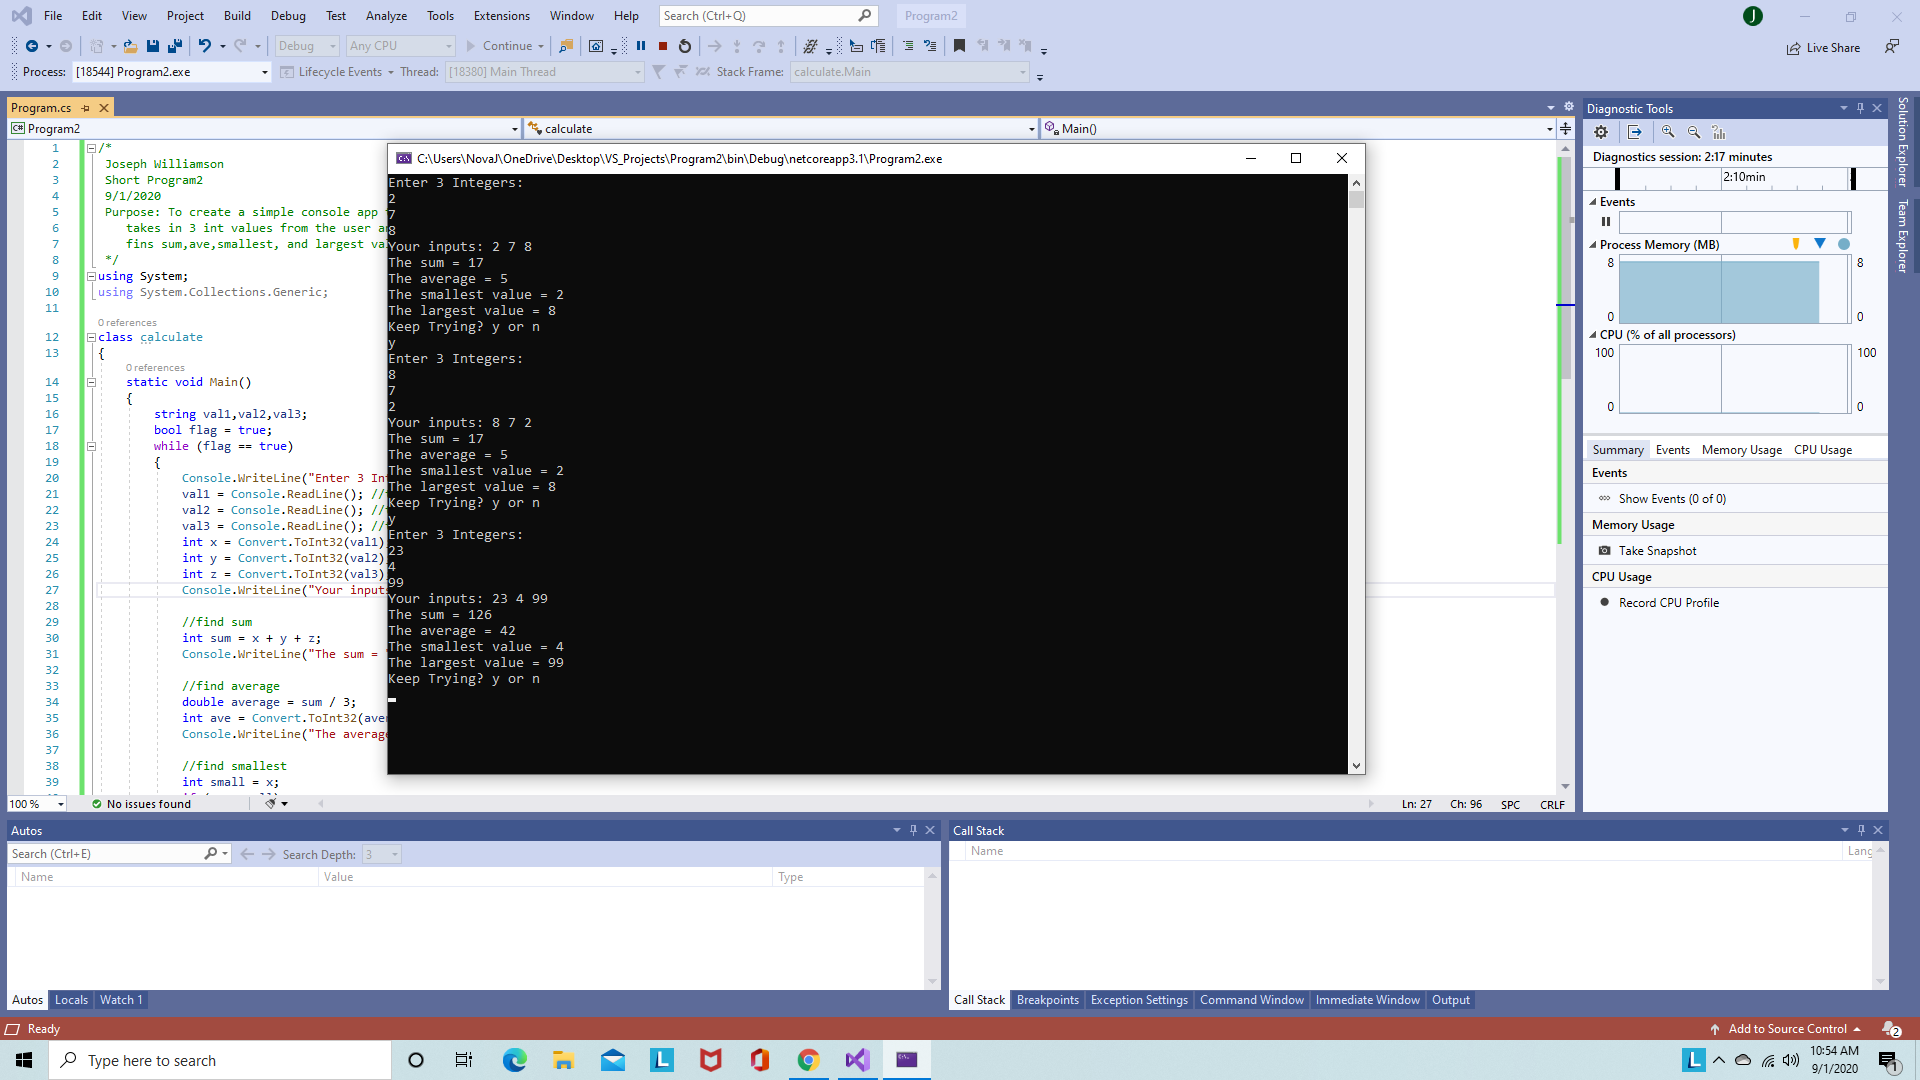 File Edit View Project Build Debug Test Analyze Tools Extensions Window Help Search (Ctrl+Q) Program2 J
Debug Any CPU Continue Live Share
Process: [18544] Program2.exe Lifecycle Events Thread: [18380] Main Thread Stack Frame: calculate.Main
Program.cs
C# Program2 calculate Main()
1 /*
2 Joseph Williamson
3 Short Program2
4 9/1/2020
5 Purpose: To create a simple console app
6 takes in 3 int values from the user a
7 fins sum,ave,smallest, and largest va
8 */
9 using System;
10 using System.Collections.Generic;
11
0 references
12 class calculate
13 {
0 references
14 static void Main()
15 {
16 string val1,val2,val3;
17 bool flag = true;
18 while (flag == true)
19 {
20 Console.WriteLine("Enter 3 In
21 val1 = Console.ReadLine(); //
22 val2 = Console.ReadLine(); //
23 val3 = Console.ReadLine(); //
24 int x = Convert.ToInt32(val1)
25 int y = Convert.ToInt32(val2)
26 int z = Convert.ToInt32(val3)
27 Console.WriteLine("Your inputs
28
29 //find sum
30 int sum = x + y + z;
31 Console.WriteLine("The sum =
32
33 //find average
34 double average = sum / 3;
35 int ave = Convert.ToInt32(ave
36 Console.WriteLine("The average
37
38 //find smallest
39 int small = x;
C:\Users\NovaJ\OneDrive\Desktop\VS_Projects\Program2\bin\Debug\netcoreapp3.1\Program2.exe
Enter 3 Integers:
2
7
8
Your inputs: 2 7 8
The sum = 17
The average = 5
The smallest value = 2
The largest value = 8
Keep Trying? y or n
y
Enter 3 Integers:
8
7
2
Your inputs: 8 7 2
The sum = 17
The average = 5
The smallest value = 2
The largest value = 8
Keep Trying? y or n
y
Enter 3 Integers:
23
4
99
Your inputs: 23 4 99
The sum = 126
The average = 42
The smallest value = 4
The largest value = 99
Keep Trying? y or n
100 % No issues found Ln: 27 Ch: 96 SPC CRLF
Diagnostic Tools
Diagnostics session: 2:17 minutes
2:10min
Events
Process Memory (MB)
8 8
0 0
CPU (% of all processors)
100 100
0 0
Summary Events Memory Usage CPU Usage
Events
Show Events (0 of 0)
Memory Usage
Take Snapshot
CPU Usage
Record CPU Profile
Solution Explorer
Team Explorer
Autos
Search (Ctrl+E) Search Depth: 3
Name Value Type
Autos Locals Watch 1
Call Stack
Name Lang
Call Stack Breakpoints Exception Settings Command Window Immediate Window Output
Ready Add to Source Control 2
Type here to search
L
L
10:54 AM
9/1/2020
1